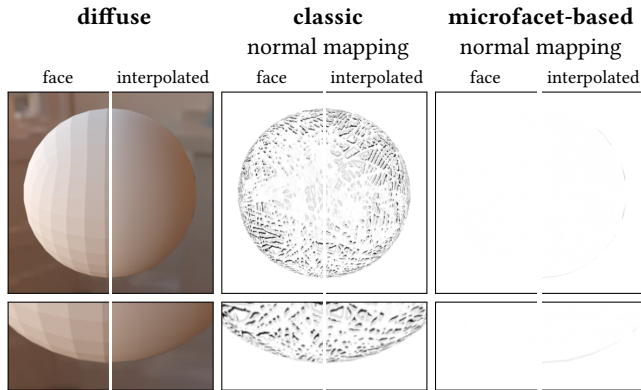 diffuse
classic
microfacet-based
normal mapping
normal mapping
face
interpolated
face
interpolated
face
interpolated